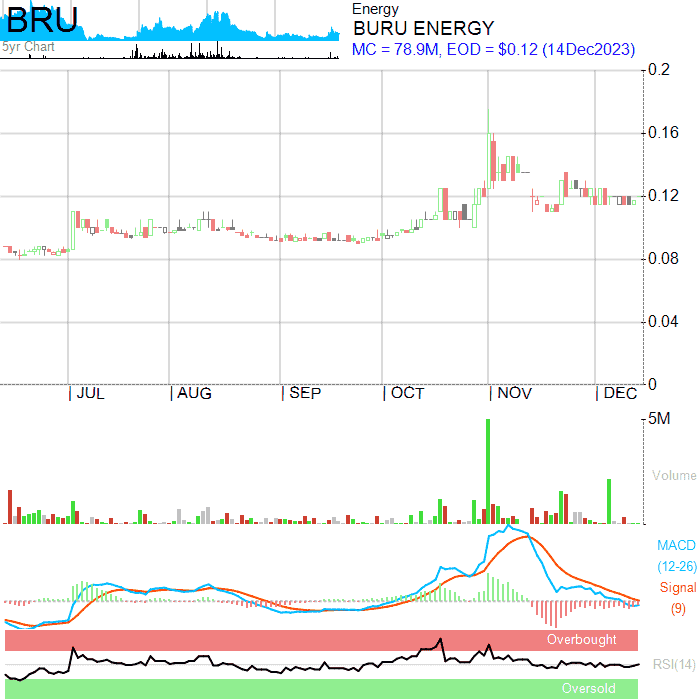 BRU
5yr Chart
Energy
BURU ENERGY
MC = 78.9M, EOD = $0.12 (14Dec2023)
0.2
0.16
0.12
0.08
0.04
0
JUL AUG SEP OCT NOV DEC
5M
Volume
MACD
(12-26)
Signal
(9)
Overbought
RSI(14)
Oversold